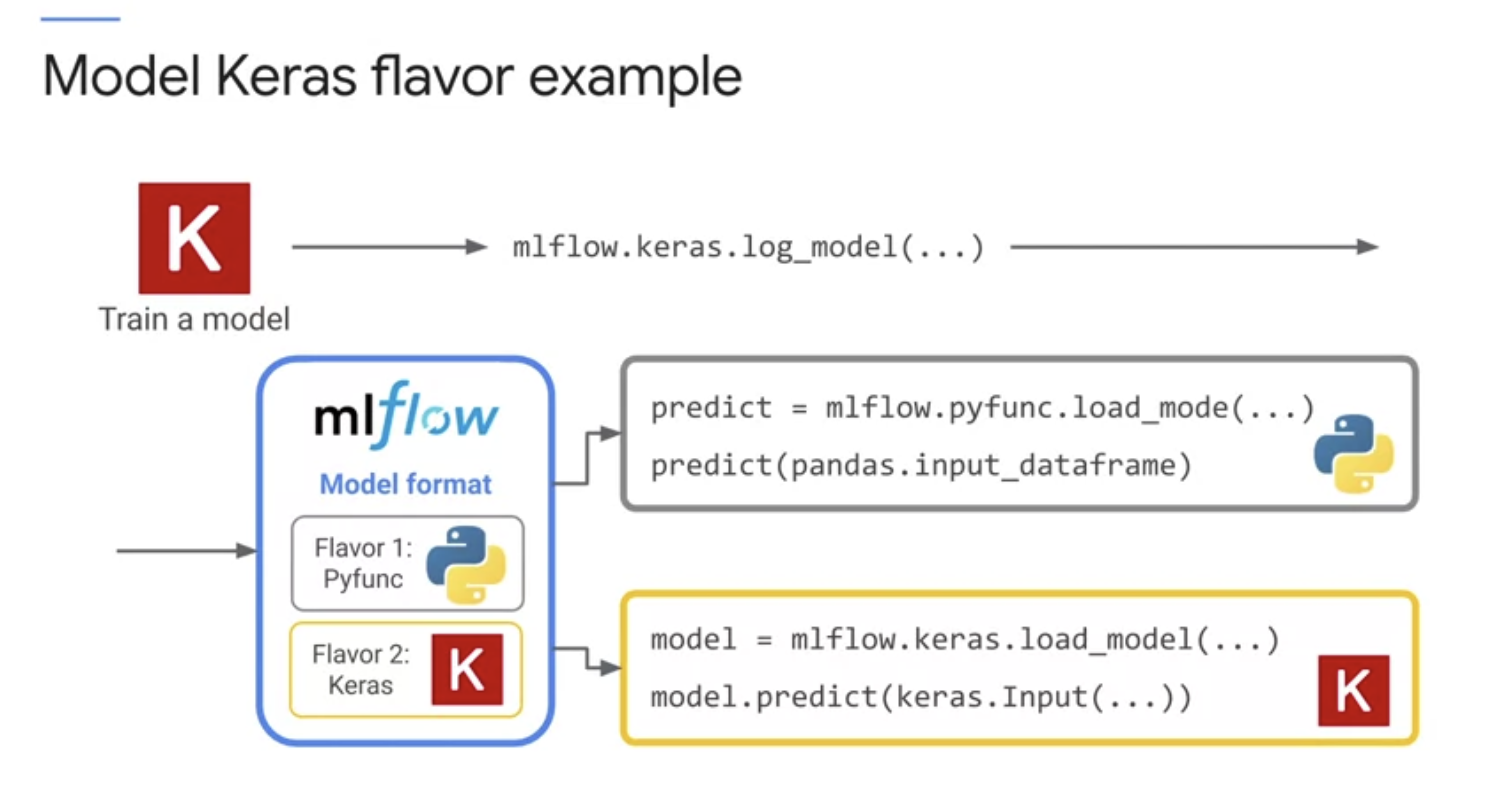 Model Keras flavor example
K
mlflow.keras.log_model(...)
Train a model
mlflow
Model format
Flavor 1:
Pyfunc
Flavor 2:
Keras
K
predict = mlflow.pyfunc.load_mode(...)
predict(pandas.input_dataframe)
model = mlflow.keras.load_model(...)
model.predict(keras.Input(...))
K